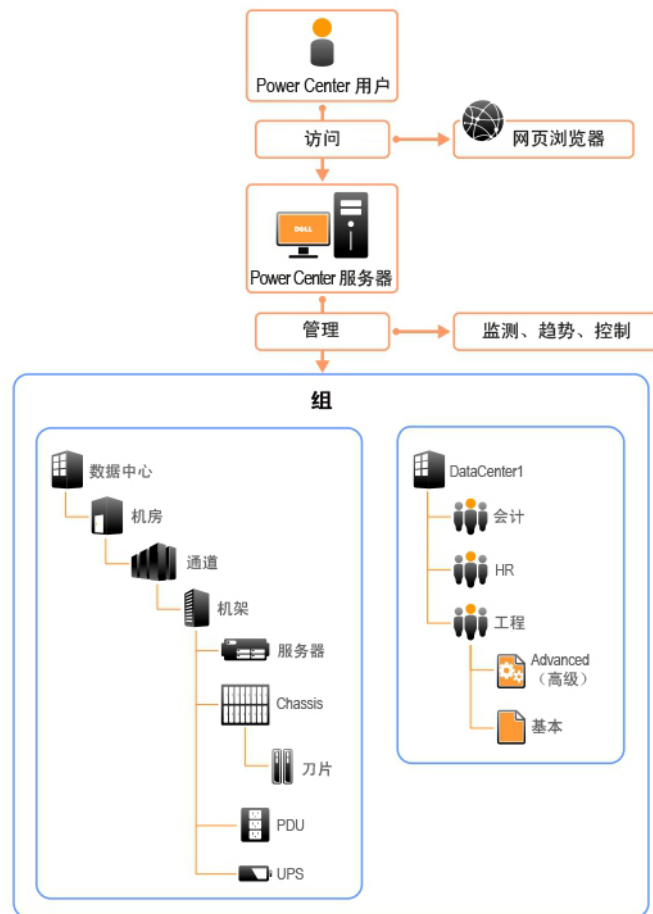 Power Center 用户
访问
网页浏览器
DELL
Power Center 服务器
管理
监测、趋势、控制
组
数据中心
机房
通道
机架
服务器
Chassis
刀片
PDU
UPS
DataCenter1
会计
HR
工程
Advanced
（高级）
基本